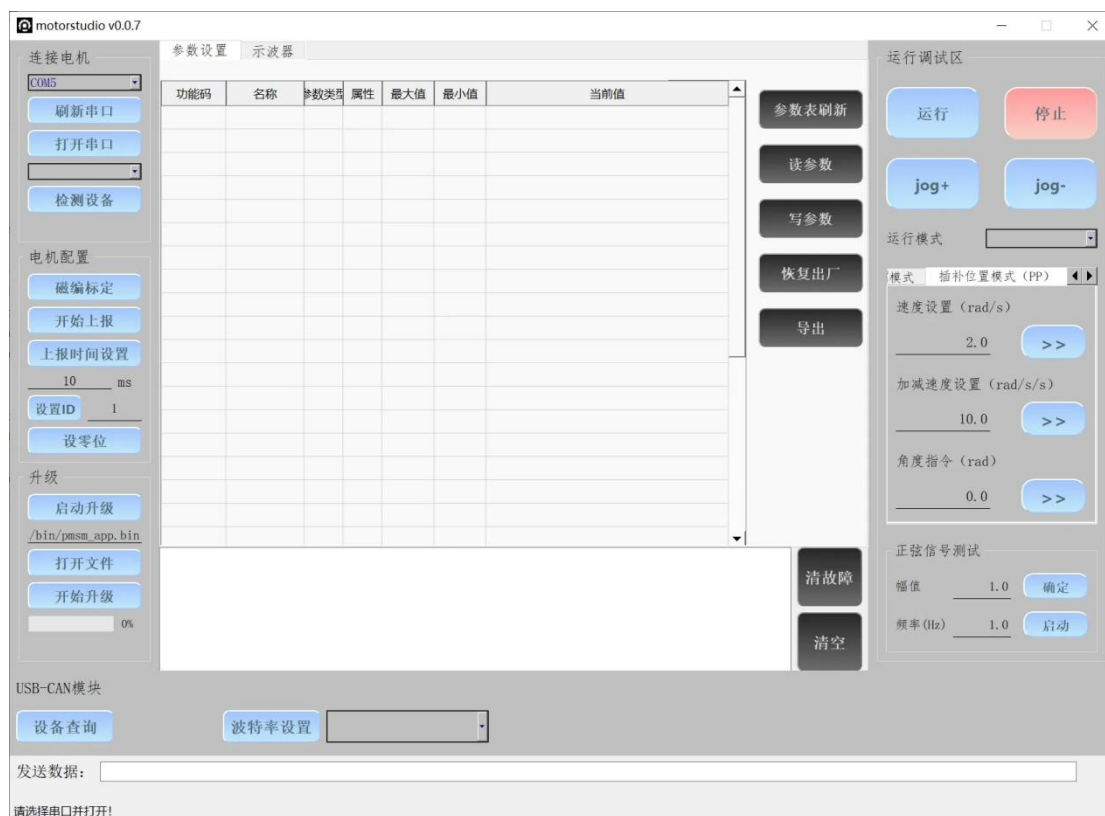 motorstudio v0.0.7
连接电机
COM5
刷新串口
打开串口
检测设备
电机配置
磁编标定
开始上报
上报时间设置
10 ms
设置ID 1
设零位
升级
启动升级
/bin/pmsm_app.bin
打开文件
开始升级
0%
参数设置 示波器
功能码 名称 参数类型 属性 最大值 最小值 当前值
参数表刷新
读参数
写参数
恢复出厂
导出
清故障
清空
运行调试区
运行 停止
jog+ jog-
运行模式
模式 插补位置模式（PP）
速度设置（rad/s）
2.0 >>
加减速度设置（rad/s/s）
10.0 >>
角度指令（rad）
0.0 >>
正弦信号测试
幅值 1.0 确定
频率(Hz) 1.0 启动
USB-CAN模块
设备查询 波特率设置
发送数据：
请选择串口并打开!